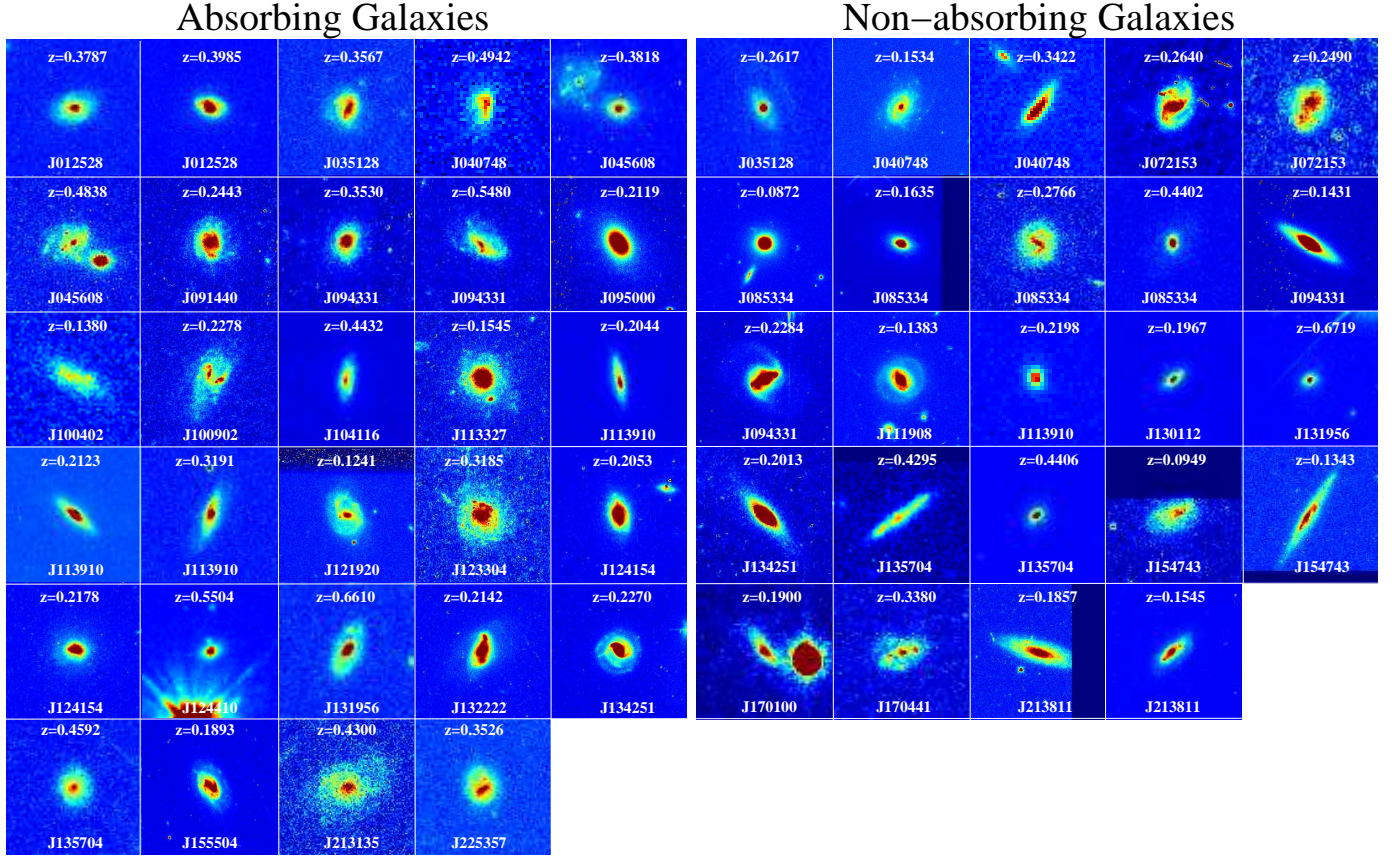 Absorbing Galaxies
Non−absorbing Galaxies
z=0.3787 z=0.3985 z=0.3567 z=0.4942 z=0.3818
J012528 J012528 J035128 J040748 J045608
z=0.4838 z=0.2443 z=0.3530 z=0.5480 z=0.2119
J045608 J091440 J094331 J094331 J095000
z=0.1380 z=0.2278 z=0.4432 z=0.1545 z=0.2044
J100402 J100902 J104116 J113327 J113910
z=0.2123 z=0.3191 z=0.1241 z=0.3185 z=0.2053
J113910 J113910 J121920 J123304 J124154
z=0.2178 z=0.5504 z=0.6610 z=0.2142 z=0.2270
J124154 J124410 J131956 J132222 J134251
z=0.4592 z=0.1893 z=0.4300 z=0.3526
J135704 J155504 J213135 J225357
z=0.2617 z=0.1534 z=0.3422 z=0.2640 z=0.2490
J035128 J040748 J040748 J072153 J072153
z=0.0872 z=0.1635 z=0.2766 z=0.4402 z=0.1431
J085334 J085334 J085334 J085334 J094331
z=0.2284 z=0.1383 z=0.2198 z=0.1967 z=0.6719
J094331 J111908 J113910 J130112 J131956
z=0.2013 z=0.4295 z=0.4406 z=0.0949 z=0.1343
J134251 J135704 J135704 J154743 J154743
z=0.1900 z=0.3380 z=0.1857 z=0.1545
J170100 J170441 J213811 J213811